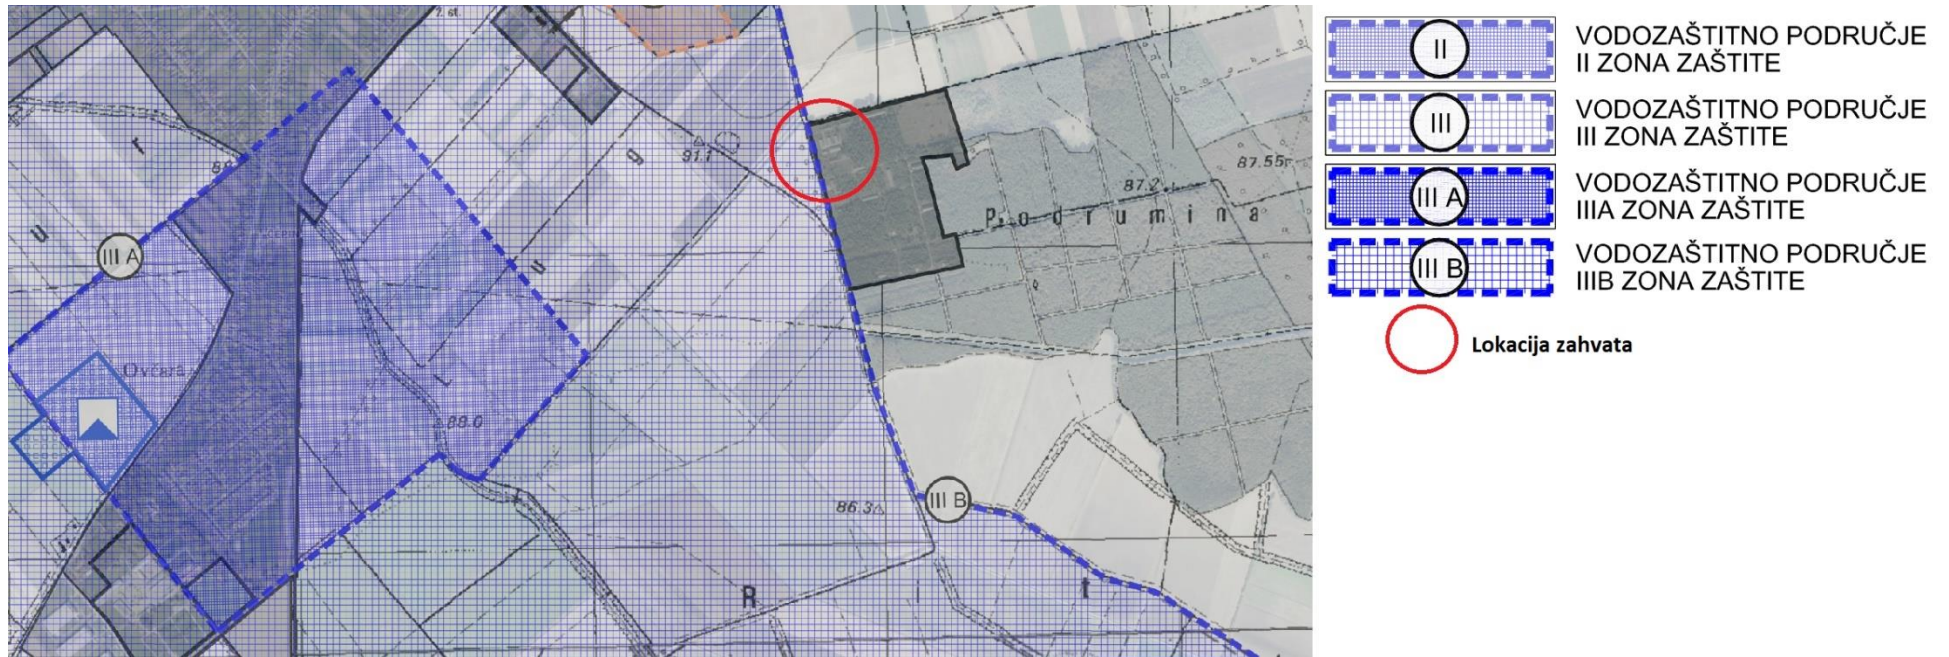 2. st.
91.1
87.55
87.2
P o d r u m i n a
III A
Ovčara
88.0
86.3
III B
R i t
II
VODOZAŠTITNO PODRUČJE
II ZONA ZAŠTITE
III
VODOZAŠTITNO PODRUČJE
III ZONA ZAŠTITE
III A
VODOZAŠTITNO PODRUČJE
IIIA ZONA ZAŠTITE
III B
VODOZAŠTITNO PODRUČJE
IIIB ZONA ZAŠTITE
Lokacija zahvata